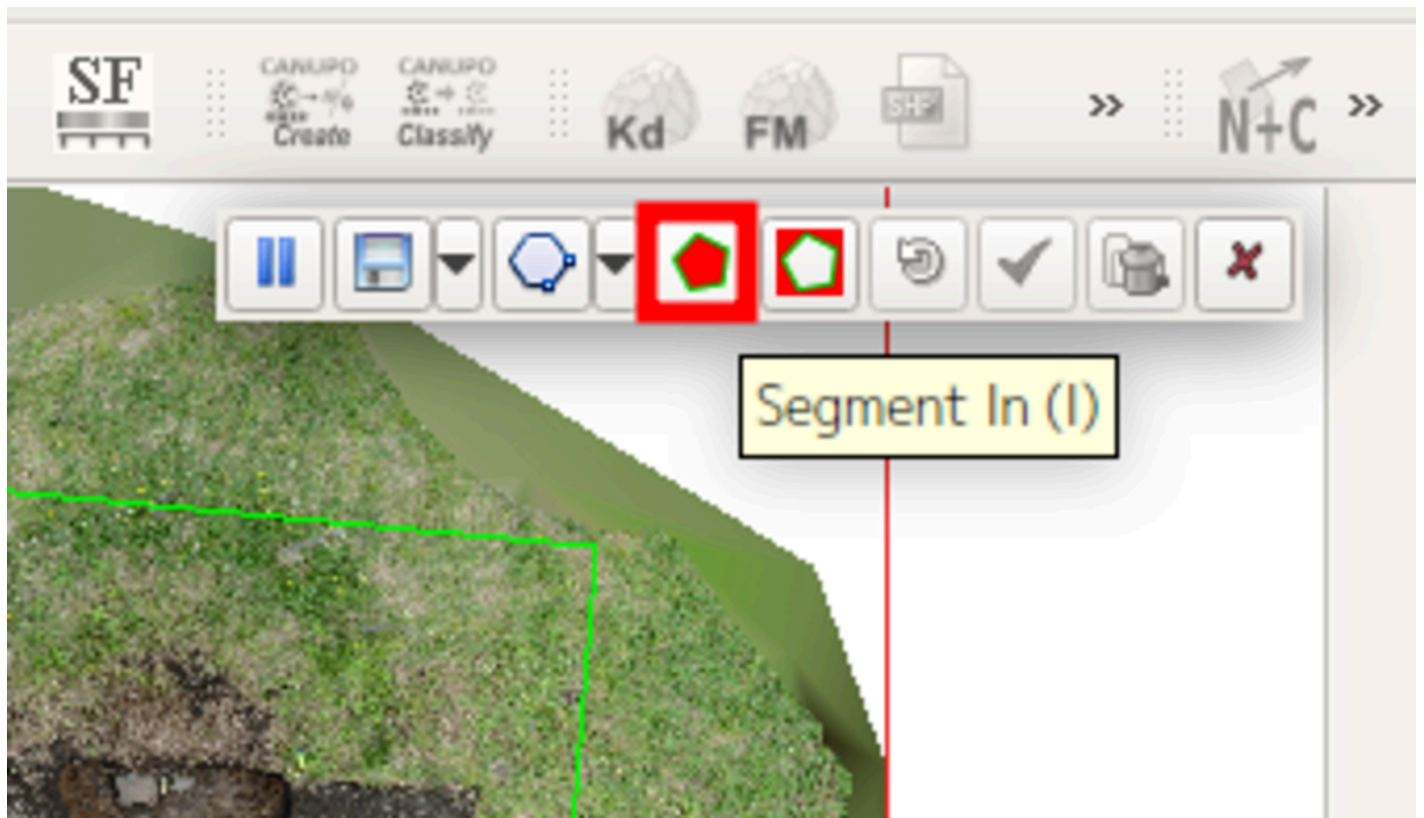 SF
CANUPO
Create
CANUPO
Classify
Kd
FM
SHP
N+C
Segment In (I)